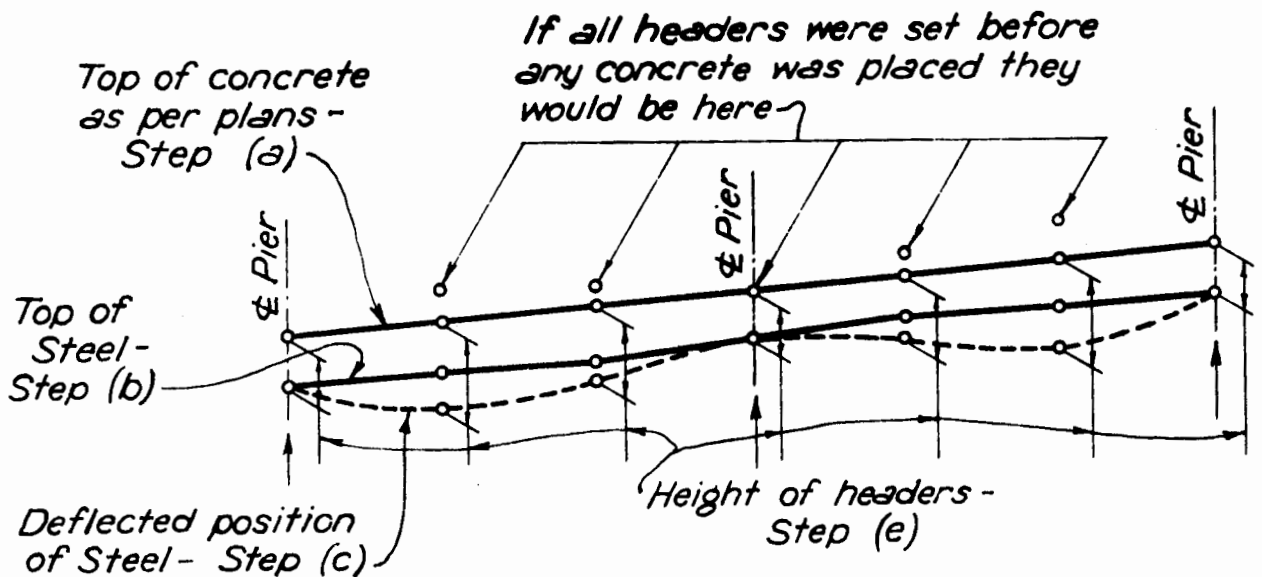 If all headers were set before
any concrete was placed they
would be here
Top of concrete
as per plans -
Step (a)
℄ Pier
℄ Pier
℄ Pier
Top of
Steel -
Step (b)
Height of headers -
Step (e)
Deflected position
of Steel - Step (c)